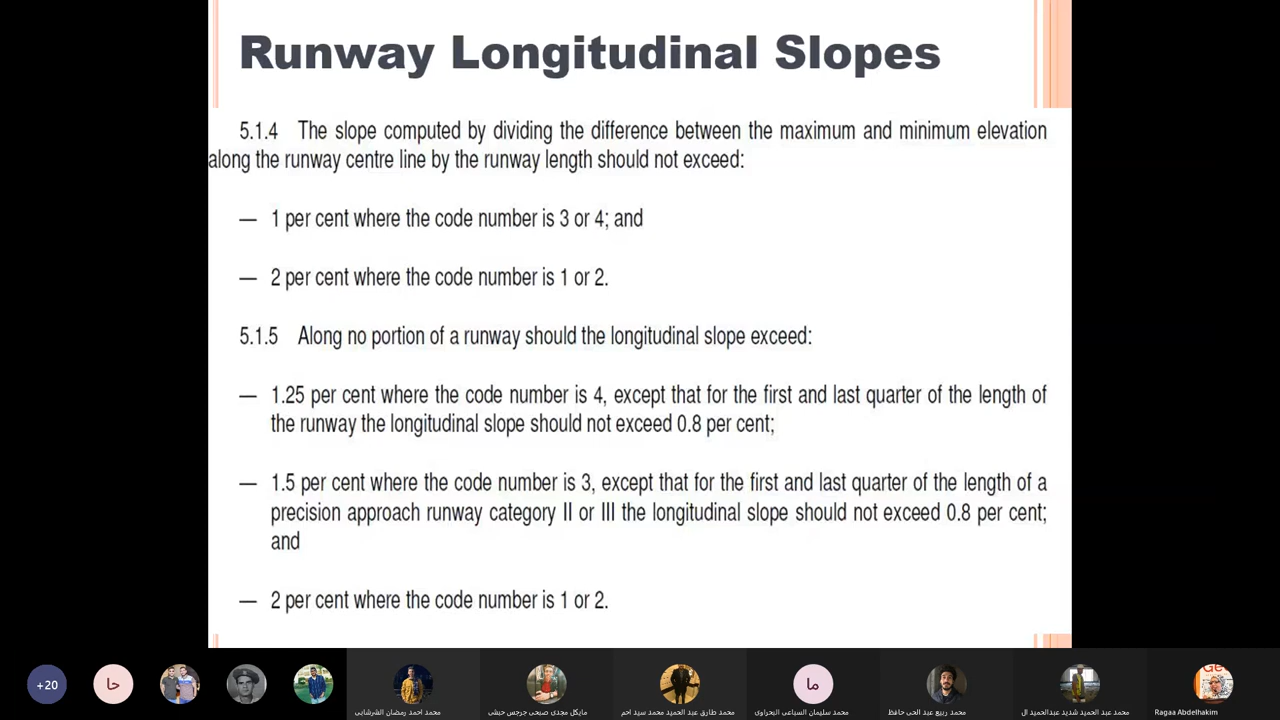 Runway Longitudinal Slopes
5.1.4 The slope computed by dividing the difference between the maximum and minimum elevation
along the runway centre line by the runway length should not exceed:
— 1 per cent where the code number is 3 or 4; and
— 2 per cent where the code number is 1 or 2.
5.1.5 Along no portion of a runway should the longitudinal slope exceed:
— 1.25 per cent where the code number is 4, except that for the first and last quarter of the length of
the runway the longitudinal slope should not exceed 0.8 per cent;
— 1.5 per cent where the code number is 3, except that for the first and last quarter of the length of a
precision approach runway category II or III the longitudinal slope should not exceed 0.8 per cent;
and
— 2 per cent where the code number is 1 or 2.
+20
حا
ما
محمد احمد رمضان الشرشابى
مايكل مجدي صبحي جرجس حبشى
محمد طارق عبد الحميد محمد سيد احم
محمد سليمان السباعى البحراوى
محمد ربيع عبد الحى حافظ
محمد عبد الحميد شديد عبدالحميد ال
Ragaa Abdelhakim